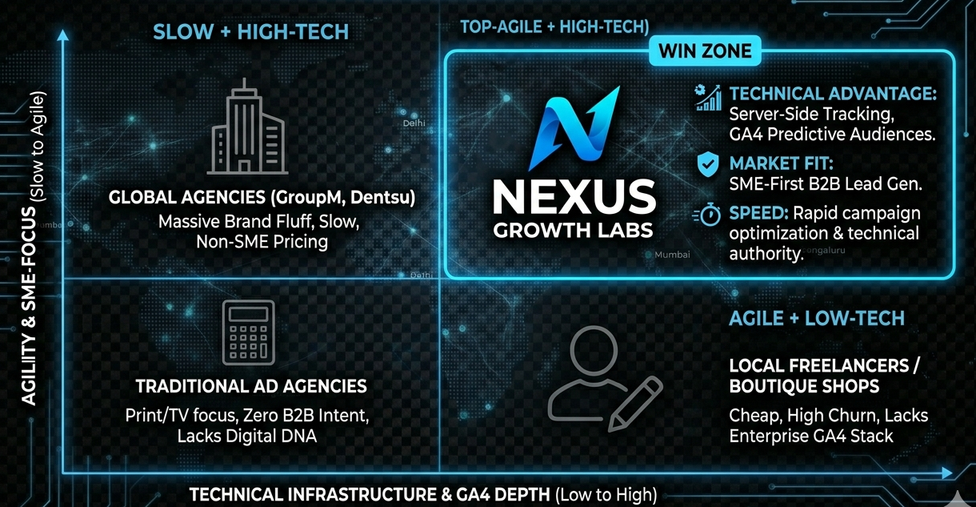 SLOW + HIGH-TECH
TOP-AGILE + HIGH-TECH)
WIN ZONE
AGILIITY & SME-FOCUS (Slow to Agile)
Delhi
GLOBAL AGENCIES (GroupM, Dentsu)
Massive Brand Fluff, Slow,
Non-SME Pricing
NEXUS
GROWTH LABS
TECHNICAL ADVANTAGE:
Server-Side Tracking,
GA4 Predictive Audiences.
MARKET FIT:
SME-First B2B Lead Gen.
SPEED: Rapid campaign
optimization & technical
authority.
Mumbai
TRADITIONAL AD AGENCIES
Print/TV focus, Zero B2B Intent,
Lacks Digital DNA
AGILE + LOW-TECH
LOCAL FREELANCERS /
BOUTIQUE SHOPS
Cheap, High Churn, Lacks
Enterprise GA4 Stack
TECHNICAL INFRASTRUCTURE & GA4 DEPTH (Low to High)